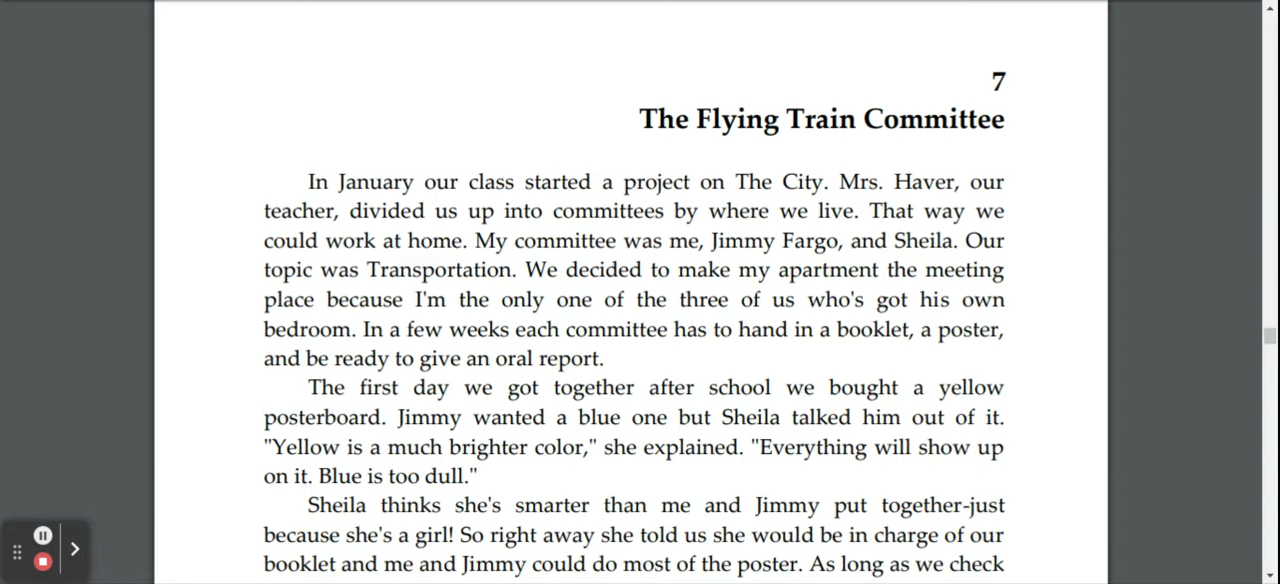 7
The Flying Train Committee
In January our class started a project on The City. Mrs. Haver, our
teacher, divided us up into committees by where we live. That way we
could work at home. My committee was me, Jimmy Fargo, and Sheila. Our
topic was Transportation. We decided to make my apartment the meeting
place because I'm the only one of the three of us who's got his own
bedroom. In a few weeks each committee has to hand in a booklet, a poster,
and be ready to give an oral report.
The first day we got together after school we bought a yellow
posterboard. Jimmy wanted a blue one but Sheila talked him out of it.
"Yellow is a much brighter color," she explained. "Everything will show up
on it. Blue is too dull."
Sheila thinks she's smarter than me and Jimmy put together-just
because she's a girl! So right away she told us she would be in charge of our
booklet and me and Jimmy could do most of the poster. As long as we check